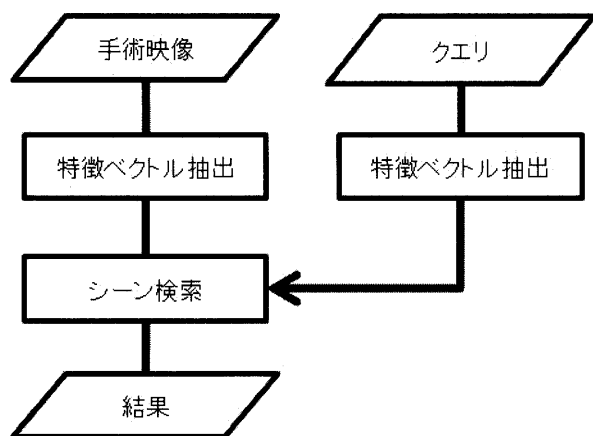 手術映像
クエリ
特徴ベクトル抽出
特徴ベクトル抽出
シーン検索
結果